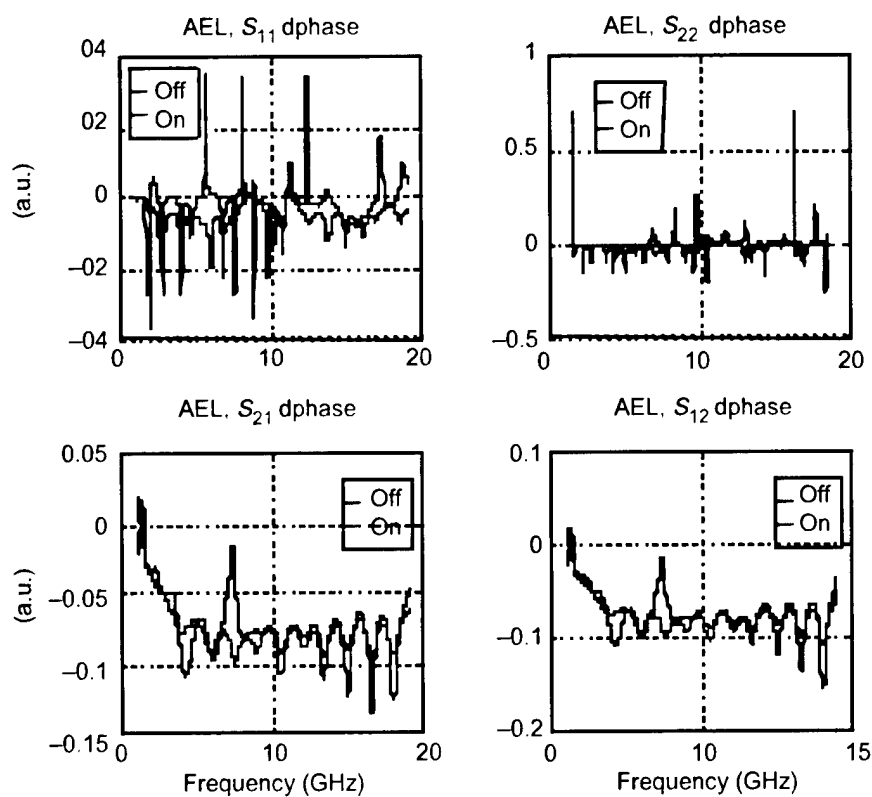 AEL, S11 dphase
04
02
0
–02
–04
(a.u.)
Off
On
0
10
20
AEL, S22 dphase
1
0.5
0
–0.5
Off
On
0
10
20
AEL, S21 dphase
0.05
0
–0.05
–0.1
–0.15
(a.u.)
Off
On
0
10
20
Frequency (GHz)
AEL, S12 dphase
0.1
0
–0.1
–0.2
Off
On
0
10
15
Frequency (GHz)